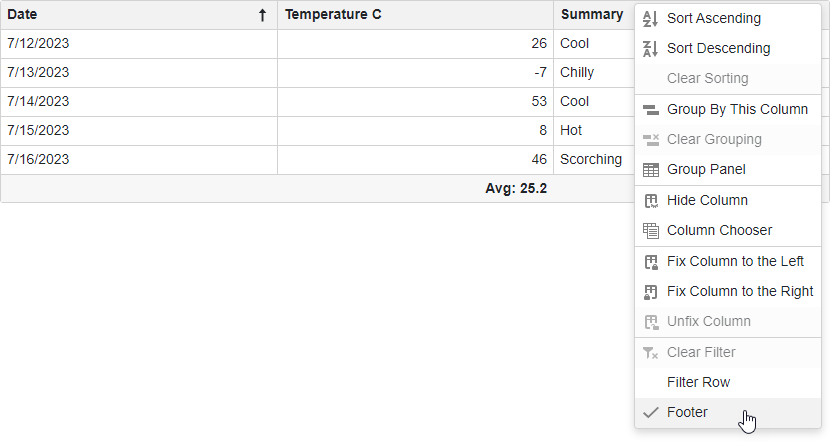 Date Temperature C Summary
7/12/2023 26 Cool
7/13/2023 -7 Chilly
7/14/2023 53 Cool
7/15/2023 8 Hot
7/16/2023 46 Scorching
Avg: 25.2
Sort Ascending
Sort Descending
Clear Sorting
Group By This Column
Clear Grouping
Group Panel
Hide Column
Column Chooser
Fix Column to the Left
Fix Column to the Right
Unfix Column
Clear Filter
Filter Row
Footer